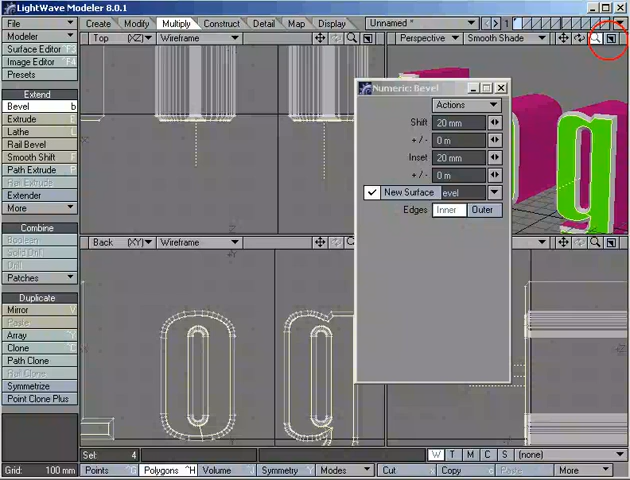 LightWave Modeler 8.0.1
File Create Modify Multiply Construct Detail Map Unnamed *
Modeler
Surface Editor F5
Image Editor ^F4
Presets
Extend
Bevel b
Extrude E
Lathe L
Rail Bevel
Smooth Shift F
Path Extrude P
Rail Extrude
Extender
More
Combine
Boolean
Solid Drill
Drill
Patches
Duplicate
Mirror V
Paste
Array
Clone
Path Clone
Rail Clone
Symmetrize
Point Clone Plus
Grid: 100 mm
Top (XZ) Wireframe
Perspective Smooth Shade
Back (XY) Wireframe
Numeric: Bevel
Actions
Shift 20 mm
+ / - 0 m
Inset 20 mm
+ / - 0 m
New Surface evel
Edges Inner Outer
Sel: 4
W T M C S (none)
Points ^G Polygons ^H Volume Symmetry Modes Cut Copy Paste More